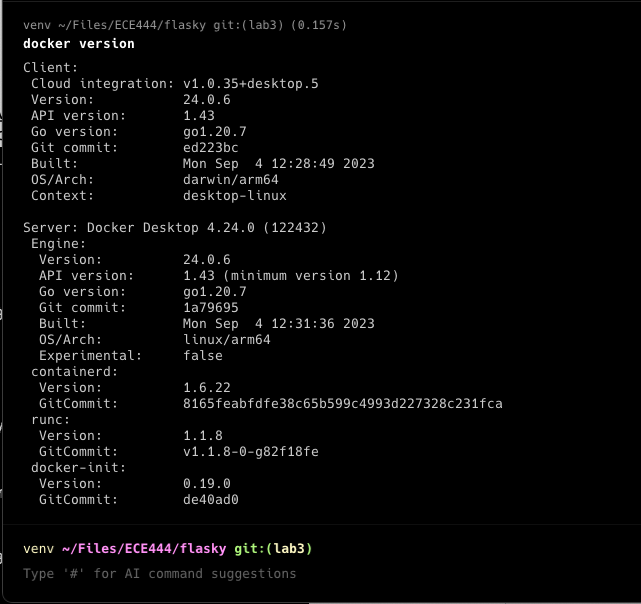 venv ~/Files/ECE444/flasky git:(lab3) (0.157s)
docker version
Client:
 Cloud integration: v1.0.35+desktop.5
 Version:           24.0.6
 API version:       1.43
 Go version:        go1.20.7
 Git commit:        ed223bc
 Built:             Mon Sep  4 12:28:49 2023
 OS/Arch:           darwin/arm64
 Context:           desktop-linux

Server: Docker Desktop 4.24.0 (122432)
 Engine:
  Version:          24.0.6
  API version:      1.43 (minimum version 1.12)
  Go version:       go1.20.7
  Git commit:       1a79695
  Built:            Mon Sep  4 12:31:36 2023
  OS/Arch:          linux/arm64
  Experimental:     false
 containerd:
  Version:          1.6.22
  GitCommit:        8165feabfdfe38c65b599c4993d227328c231fca
 runc:
  Version:          1.1.8
  GitCommit:        v1.1.8-0-g82f18fe
 docker-init:
  Version:          0.19.0
  GitCommit:        de40ad0
venv ~/Files/ECE444/flasky git:(lab3)
Type '#' for AI command suggestions